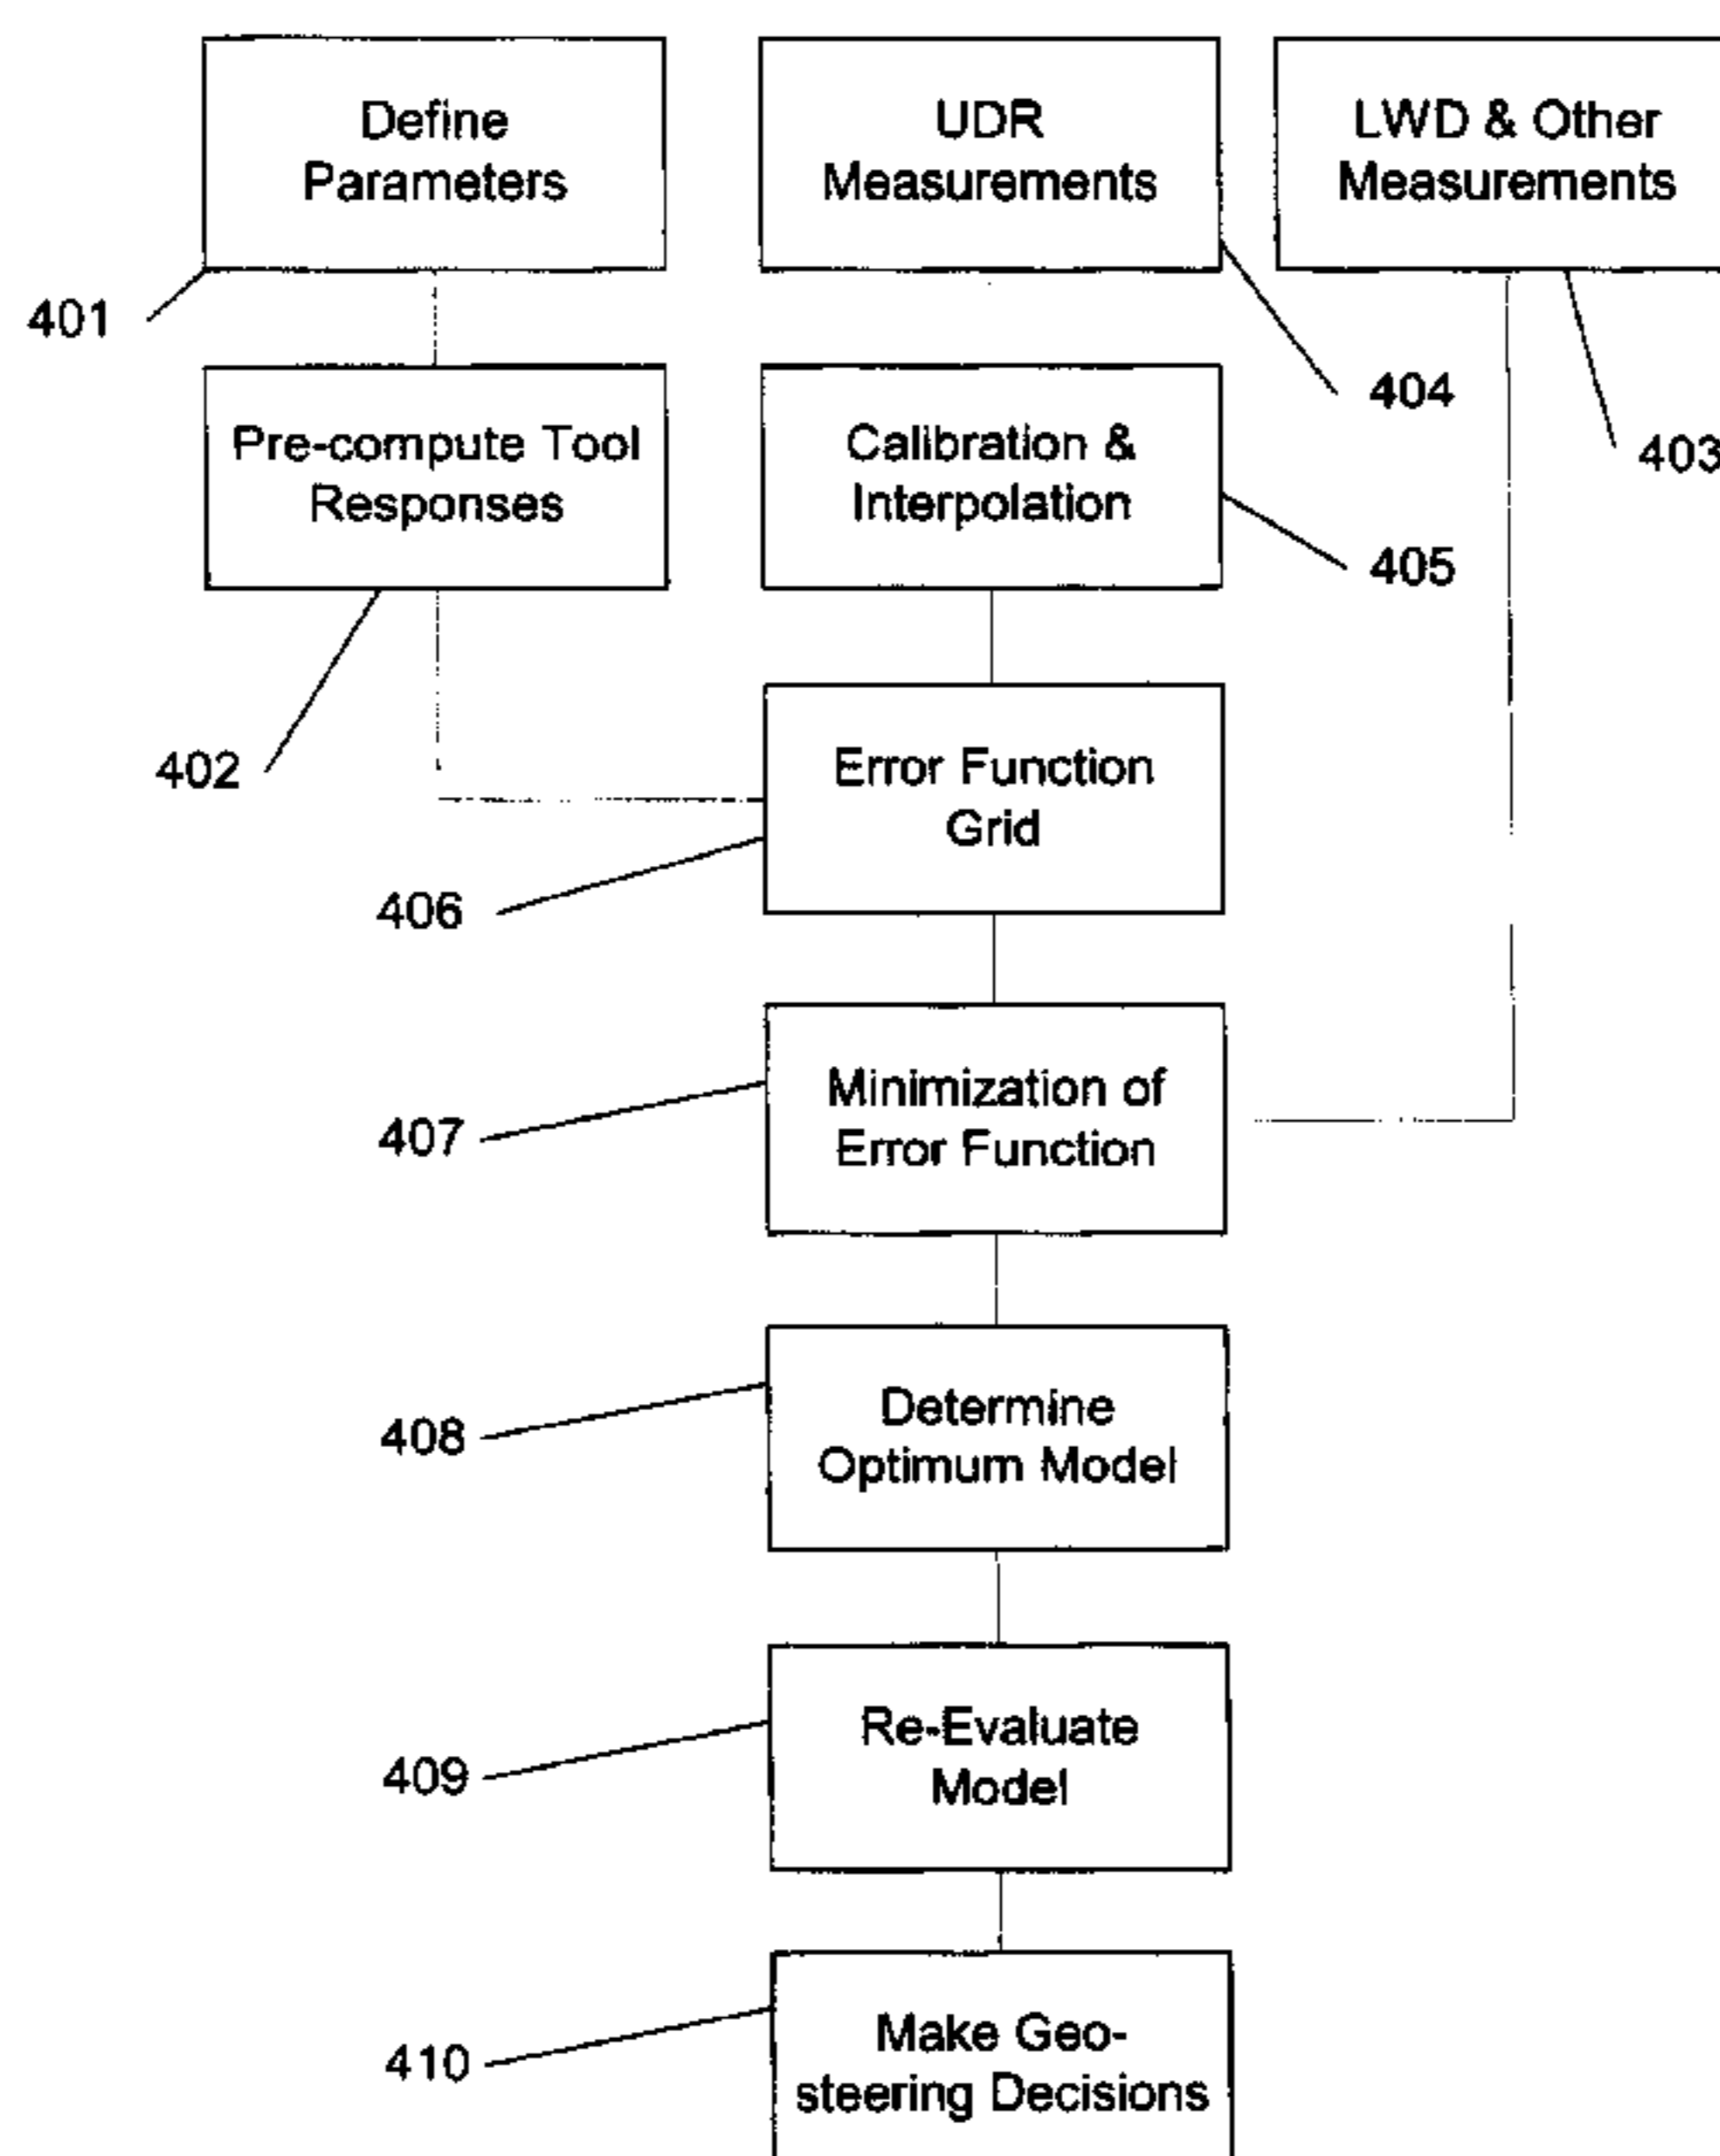 Define
Parameters
UDR
Measurements
LWD & Other
Measurements
401
404
403
Pre-compute Tool
Responses
Calibration &
Interpolation
405
402
Error Function
Grid
406
Minimization of
Error Function
407
Determine
Optimum Model
408
Re-Evaluate
Model
409
Make Geo-
steering Decisions
410